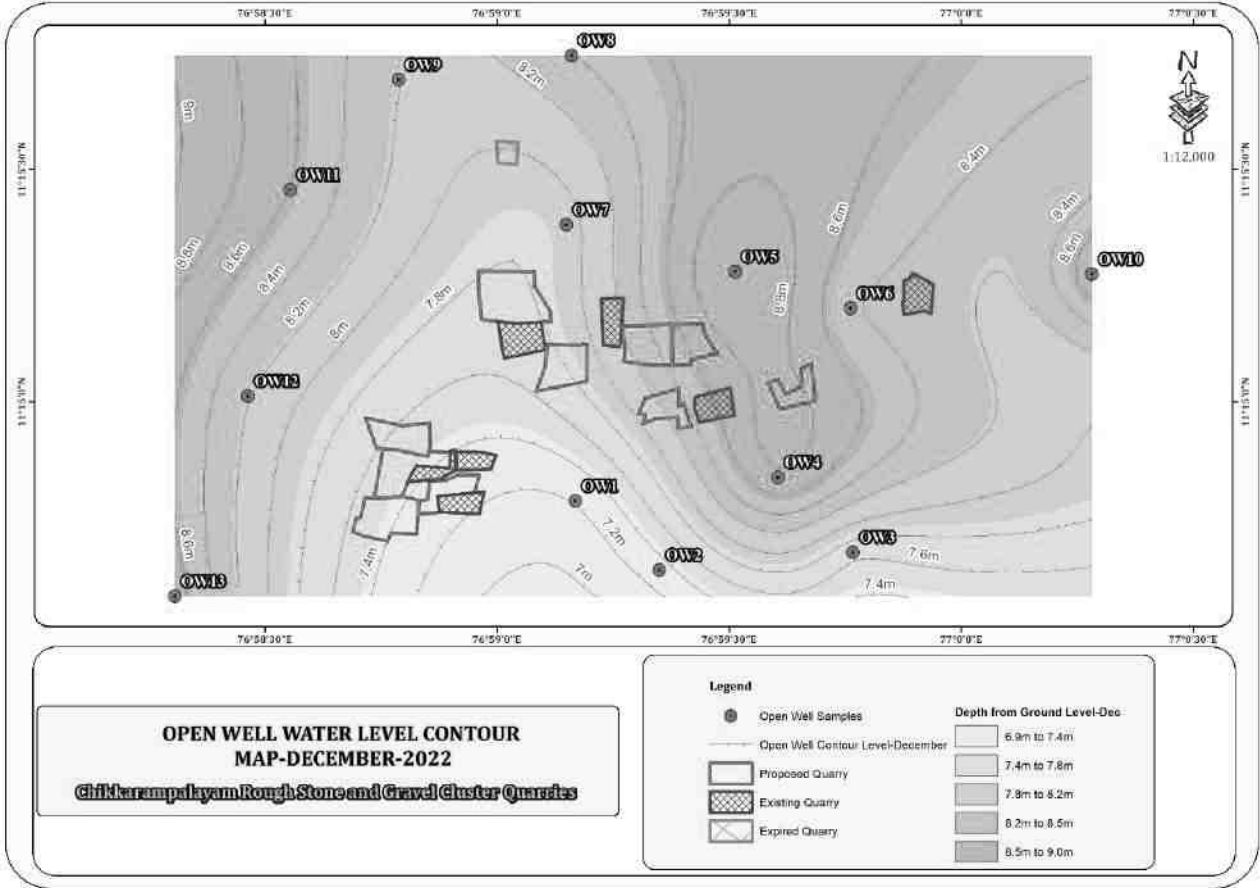 76°58'30"E 76°59'0"E 76°59'30"E 77°0'0"E 77°0'30"E
OW8
OW9
8.2m
N
9m
1:12,000
11°15'30"N 11°15'30"N
8.4m
OW11
OW7
8.4m
8.6m
8.8m
8.6m
8.6m
OW5
OW10
8.4m
7.8m
8.8m
OW6
8.2m
8m
11°15'0"N 11°15'0"N
OW12
OW4
OW1
7.2m
8.6m
7.4m
OW3
7.6m
OW2
7m
OW13
7.4m
76°58'30"E 76°59'0"E 76°59'30"E 77°0'0"E 77°0'30"E
OPEN WELL WATER LEVEL CONTOUR
MAP-DECEMBER-2022
Chikkarampalayam Rough Stone and Gravel Cluster Quarries
Legend
Open Well Samples
Open Well Contour Level-December
Proposed Quarry
Existing Quarry
Expired Quarry
Depth from Ground Level-Dec
6.9m to 7.4m
7.4m to 7.8m
7.8m to 8.2m
8.2m to 8.5m
8.5m to 9.0m